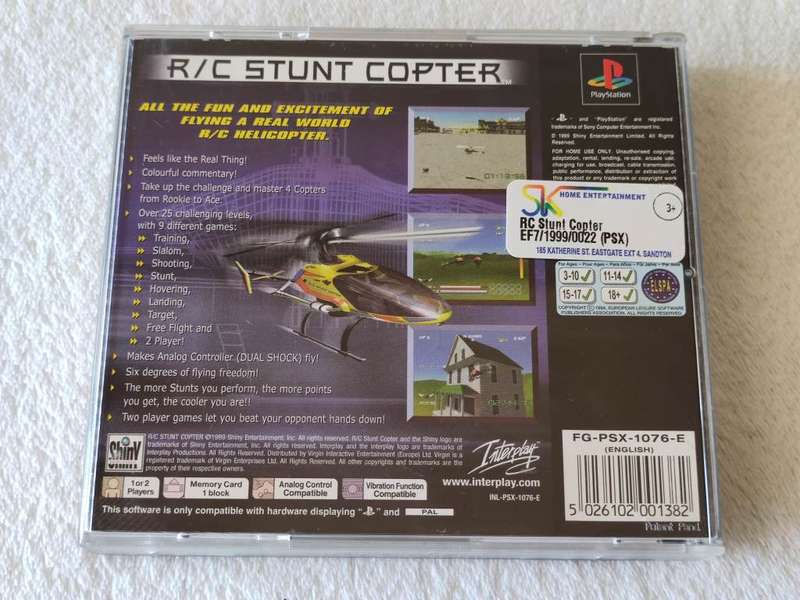 R/C STUNT COPTER™
ALL THE FUN AND EXCITEMENT OF
FLYING A REAL WORLD
R/C HELICOPTER.
Feels like the Real Thing!
Colourful commentary!
Take up the challenge and master 4 Copters
from Rookie to Ace.
Over 25 challenging levels,
with 9 different games:
Training,
Slalom,
Shooting,
Stunt,
Hovering,
Landing,
Target,
Free Flight and
2 Player!
Makes Analog Controller (DUAL SHOCK) fly!
Six degrees of flying freedom!
The more Stunts you perform, the more points
you get, the cooler you are!!
Two player games let you beat your opponent hands down!
PlayStation
" " and "PlayStation" are registered
trademarks of Sony Computer Entertainment Inc.
© 1999 Shiny Entertainment Limited. All Rights
Reserved.
FOR HOME USE ONLY. Unauthorised copying,
adaptation, rental, lending, re-sale, arcade use,
charging for use, broadcast, cable transmission,
public performance, distribution or extraction of
this product or any trademark or copyright work
SK HOME ENTERTAINMENT
3+
RC Stunt Copter
EF7/1999/0022 (PSX)
185 KATHERINE ST. EASTGATE EXT 4. SANDTON
3-10
11-14
15-17
18+
ELSPA
COPYRIGHT © 1994, EUROPEAN LEISURE SOFTWARE
PUBLISHERS ASSOCIATION. ALL RIGHTS RESERVED.
Shiny
R/C STUNT COPTER ©1999 Shiny Entertainment, Inc. All rights reserved. R/C Stunt Copter and the Shiny logo are
trademarks of Shiny Entertainment, Inc. All rights reserved. Interplay and the Interplay logo are trademarks of
Interplay Productions. All Rights Reserved. Distributed by Virgin Interactive Entertainment (Europe) Ltd. Virgin is a
registered trademark of Virgin Enterprises Ltd. All Rights Reserved. All other copyrights and trademarks are the
property of their respective owners.
Interplay
www.interplay.com
INL-PSX-1076-E
1 or 2
Players
Memory Card
1 block
Analog Control
Compatible
Vibration Function
Compatible
This software is only compatible with hardware displaying " " and PAL
FG-PSX-1076-E
(ENGLISH)
5 026102 001382
Patent Pend.